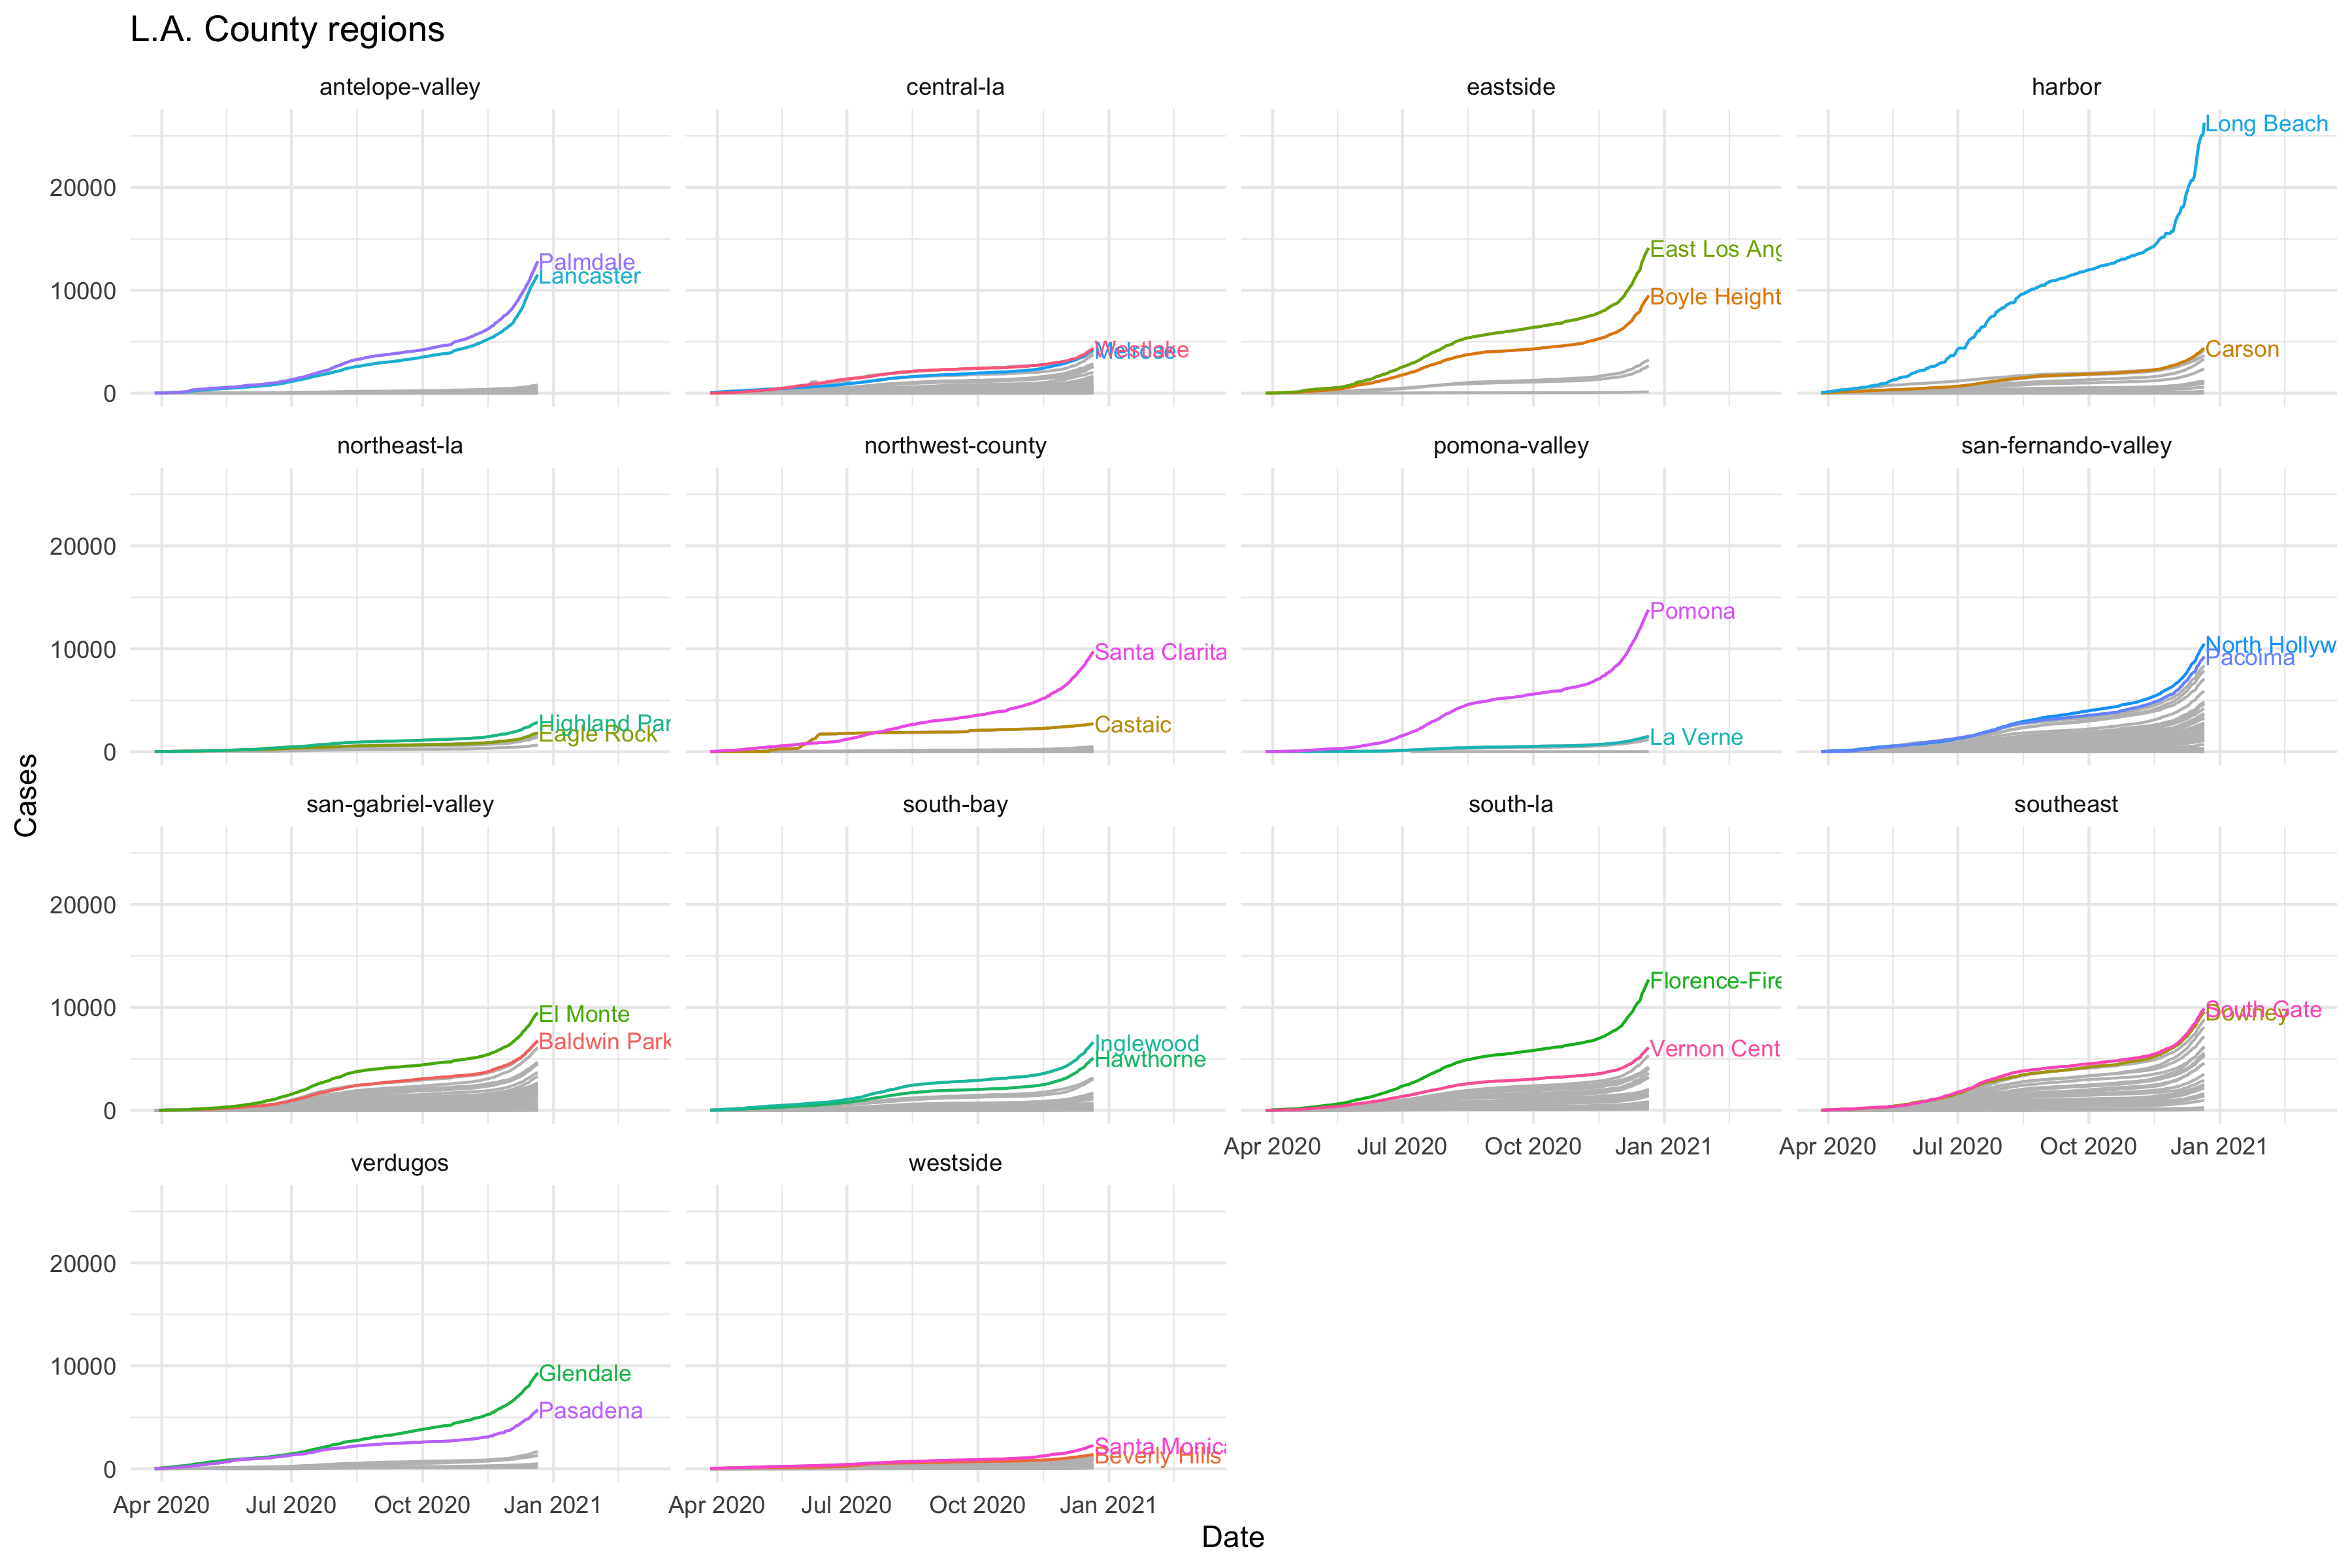 L.A. County regions
antelope-valley
central-la
eastside
harbor
20000
10000
0
Palmdale
Lancaster
Westlake
Melrose
East Los Ang
Boyle Height
Long Beach
Carson
northeast-la
northwest-county
pomona-valley
san-fernando-valley
20000
10000
0
Highland Par
Eagle Rock
Santa Clarita
Castaic
Pomona
La Verne
North Hollyw
Pacoima
san-gabriel-valley
south-bay
south-la
southeast
20000
10000
0
El Monte
Baldwin Park
Inglewood
Hawthorne
Florence-Fire
Vernon Cent
South Gate
Downey
Apr 2020 Jul 2020 Oct 2020 Jan 2021
Apr 2020 Jul 2020 Oct 2020 Jan 2021
verdugos
westside
20000
10000
0
Glendale
Pasadena
Santa Monica
Beverly Hills
Apr 2020 Jul 2020 Oct 2020 Jan 2021
Apr 2020 Jul 2020 Oct 2020 Jan 2021
Date
Cases